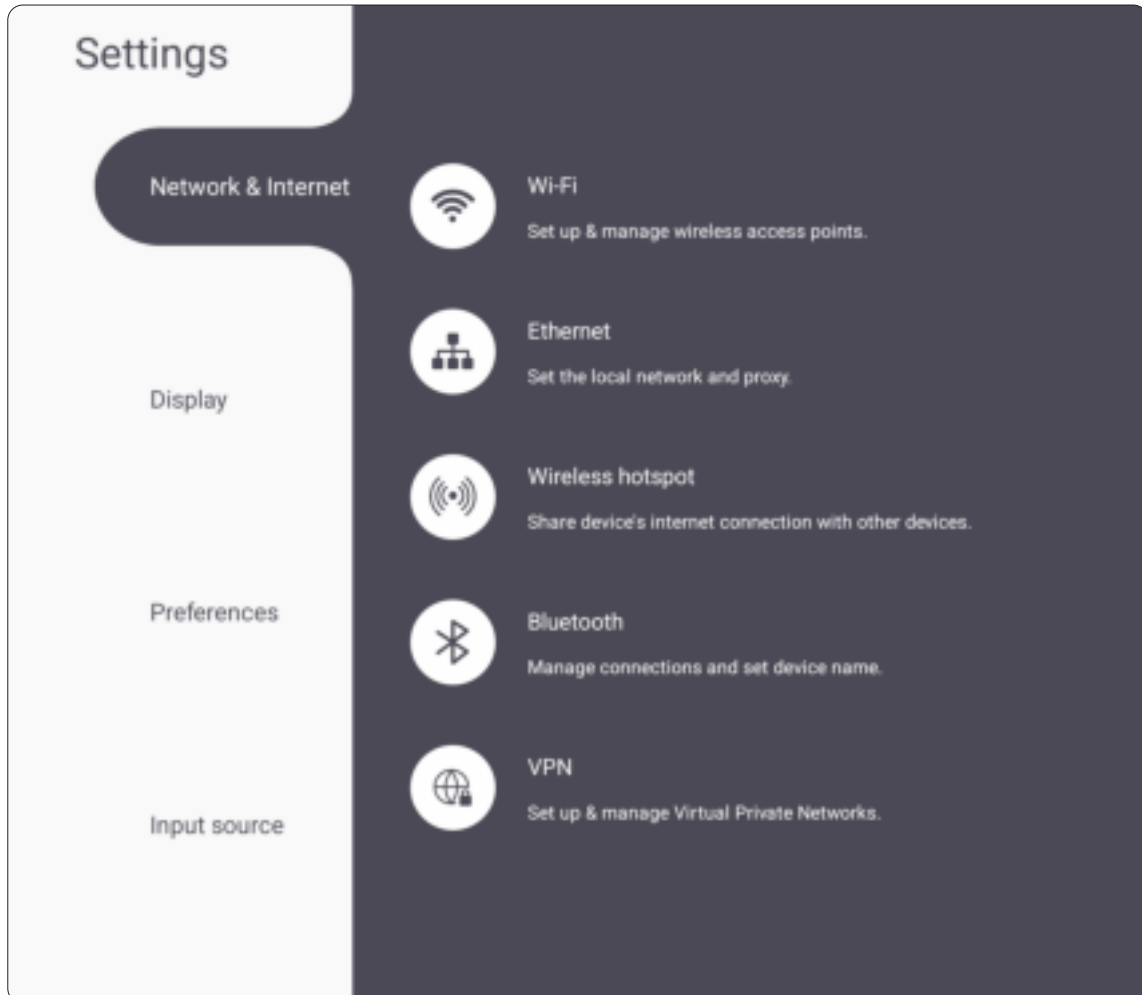 Settings
Network & Internet
Wi-Fi
Set up & manage wireless access points.
Ethernet
Set the local network and proxy.
Display
Wireless hotspot
Share device's internet connection with other devices.
Preferences
Bluetooth
Manage connections and set device name.
VPN
Set up & manage Virtual Private Networks.
Input source